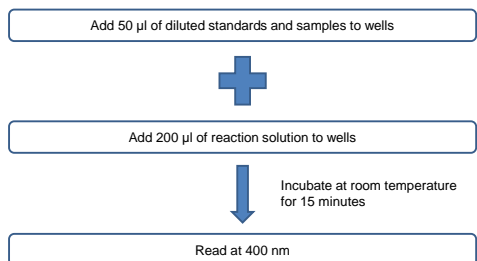 Add 50 µl of diluted standards and samples to wells
Add 200 µl of reaction solution to wells
Incubate at room temperature
for 15 minutes
Read at 400 nm